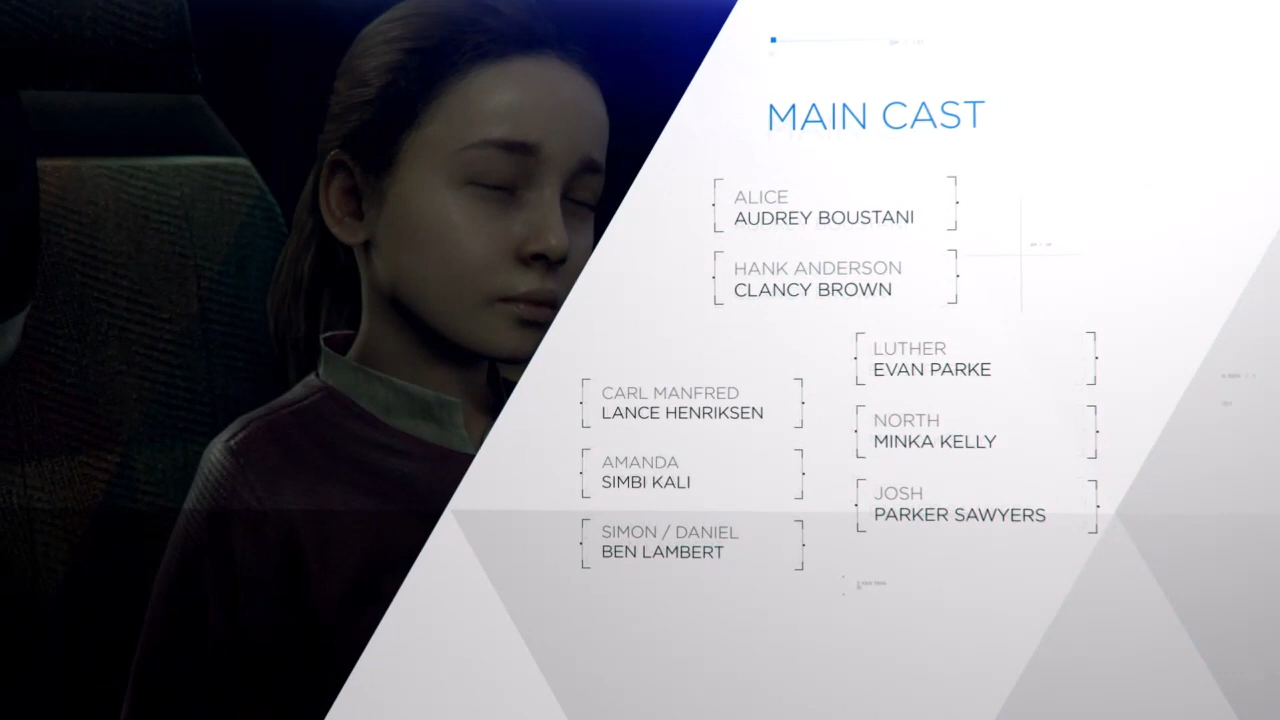 MAIN CAST
ALICE
AUDREY BOUSTANI
HANK ANDERSON
CLANCY BROWN
CARL MANFRED
LANCE HENRIKSEN
AMANDA
SIMBI KALI
SIMON / DANIEL
BEN LAMBERT
LUTHER
EVAN PARKE
NORTH
MINKA KELLY
JOSH
PARKER SAWYERS